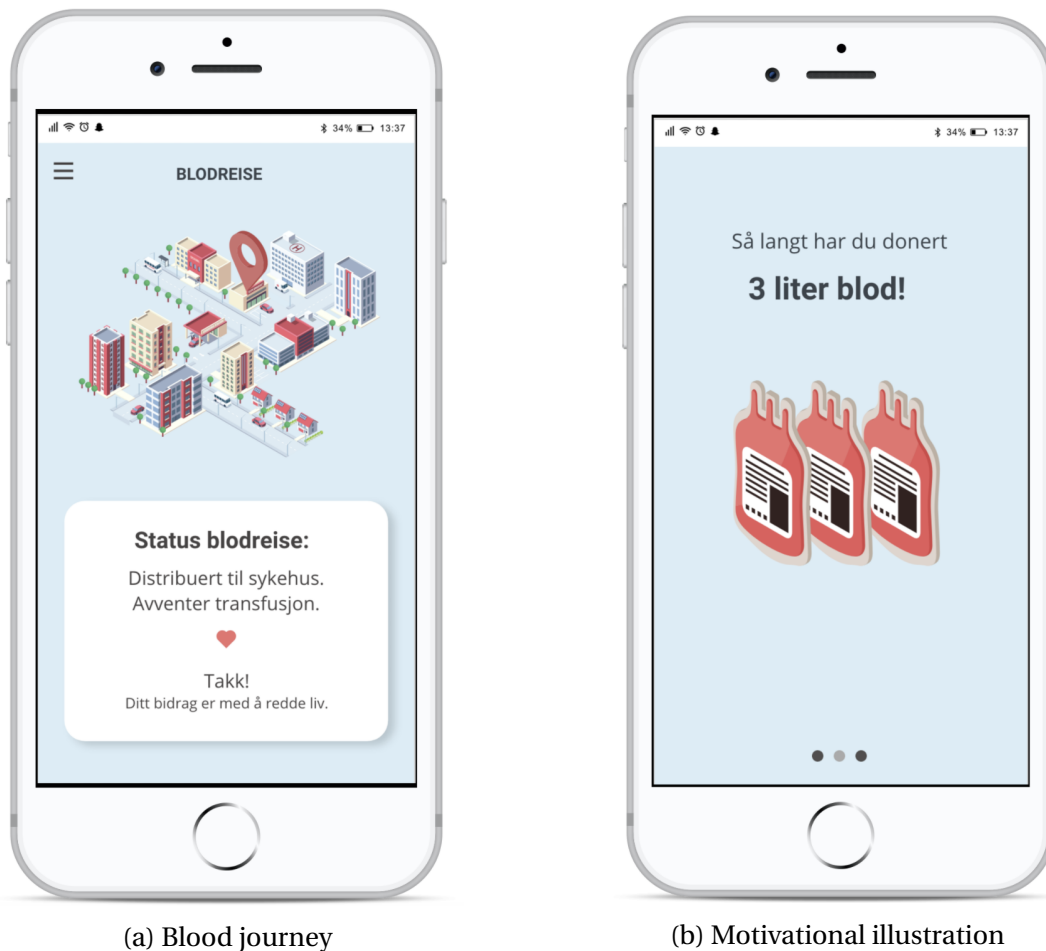 34% 13:37
BLODREISE
H
Status blodreise:
Distribuert til sykehus.
Avventer transfusjon.
Takk!
Ditt bidrag er med å redde liv.
(a) Blood journey
34% 13:37
Så langt har du donert
3 liter blod!
(b) Motivational illustration